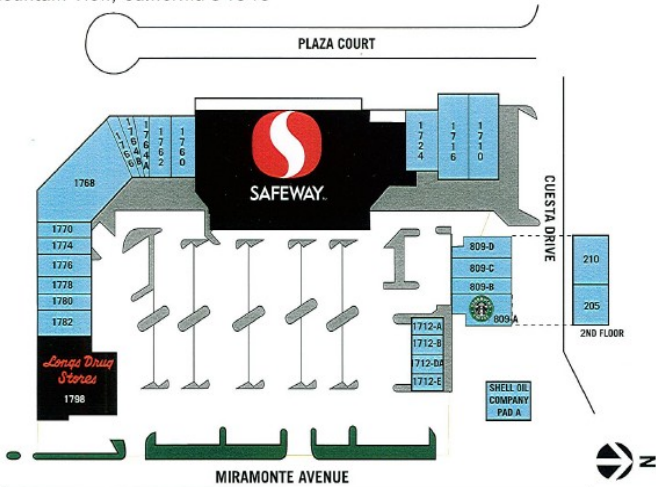 PLAZA COURT
1766
1764B
1764A
1762
1760
SAFEWAY
1724
1716
1710
1768
CUESTA DRIVE
1770
1774
1776
1778
1780
1782
Longs Drug
Stores
1798
809-D
809-C
809-B
809-A
210
205
2ND FLOOR
1712-A
1712-B
1712-DA
1712-E
SHELL OIL
COMPANY
PAD A
MIRAMONTE AVENUE
N